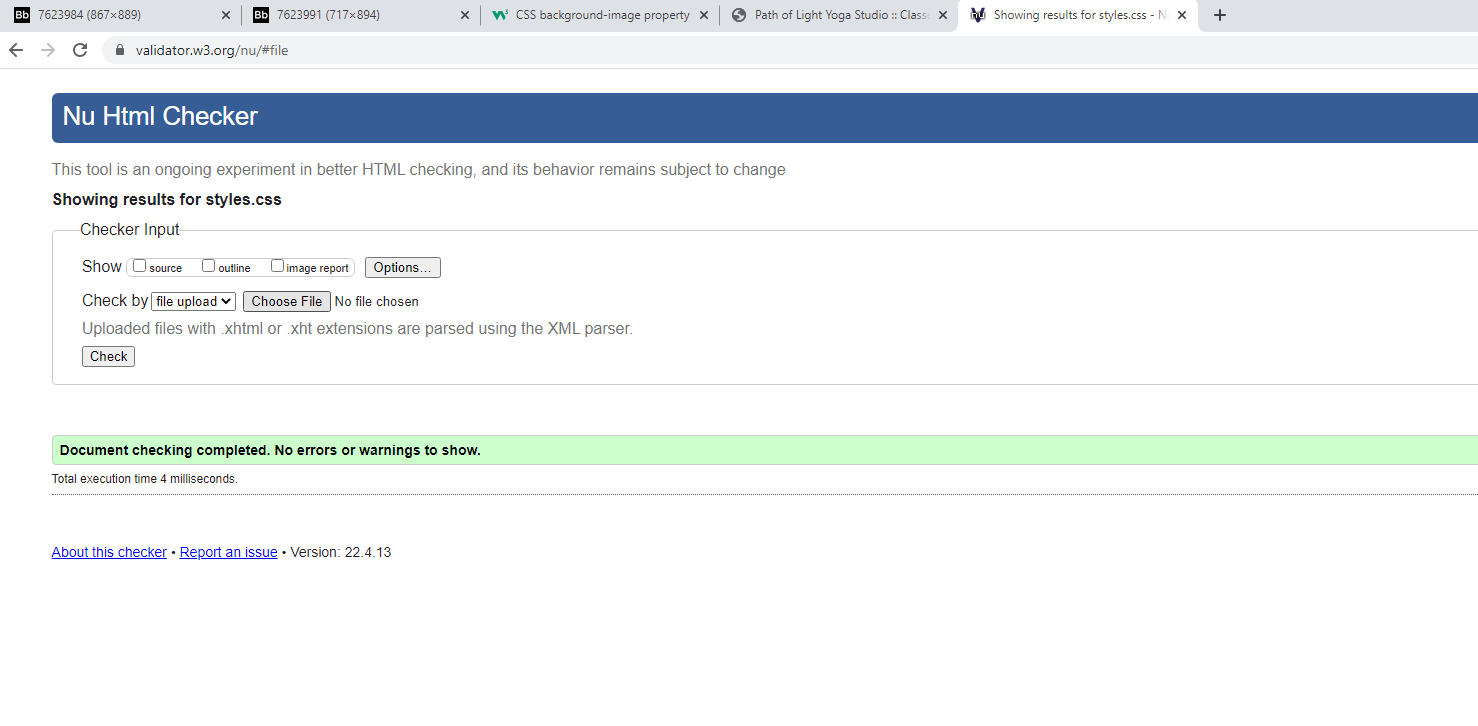 Bb 7623984 (867×889)
Bb 7623991 (717×894)
W³ CSS background-image property
Path of Light Yoga Studio :: Classe
nu Showing results for styles.css - N
validator.w3.org/nu/#file
Nu Html Checker
This tool is an ongoing experiment in better HTML checking, and its behavior remains subject to change
Showing results for styles.css
Checker Input
Show source outline image report Options...
Check by file upload Choose File No file chosen
Uploaded files with .xhtml or .xht extensions are parsed using the XML parser.
Check
Document checking completed. No errors or warnings to show.
Total execution time 4 milliseconds.
About this checker • Report an issue • Version: 22.4.13